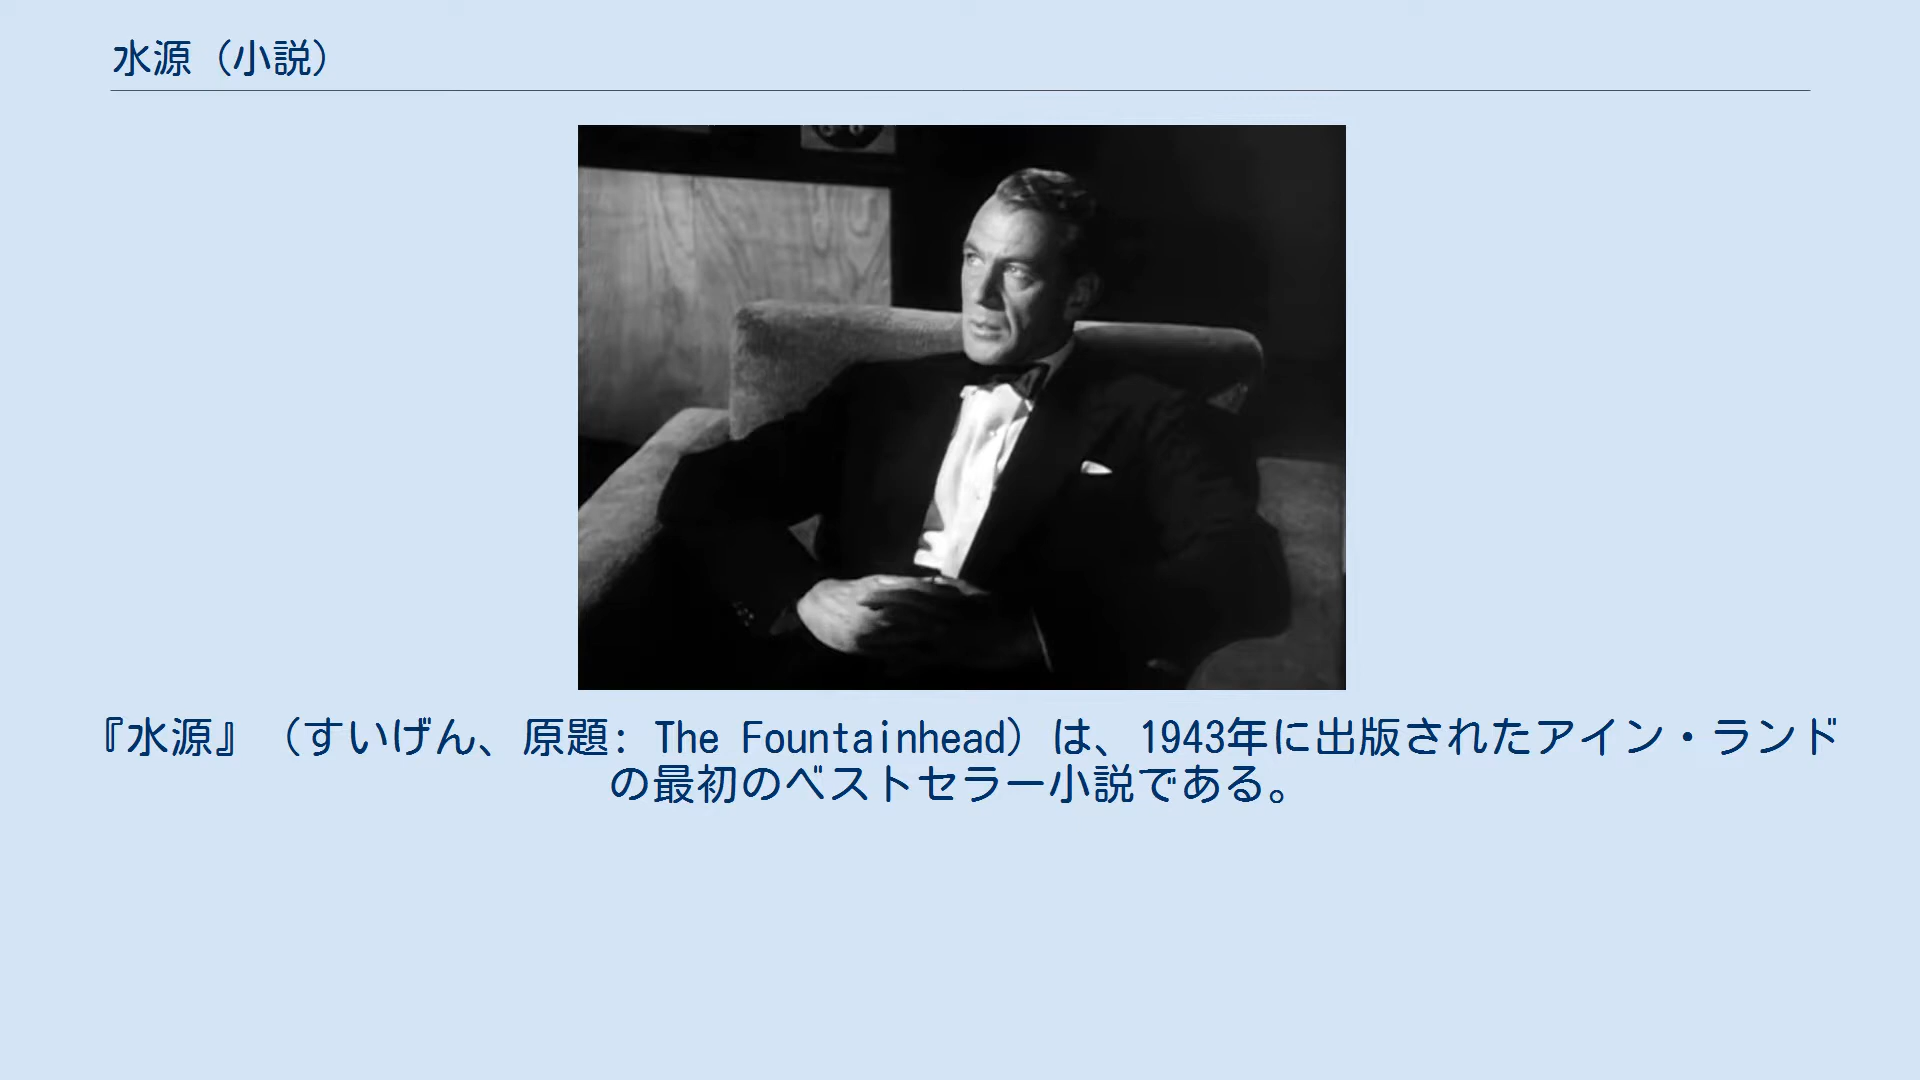 水源（小説）
『水源』（すいげん、原題: The Fountainhead）は、1943年に出版されたアイン・ランド
の最初のベストセラー小説である。